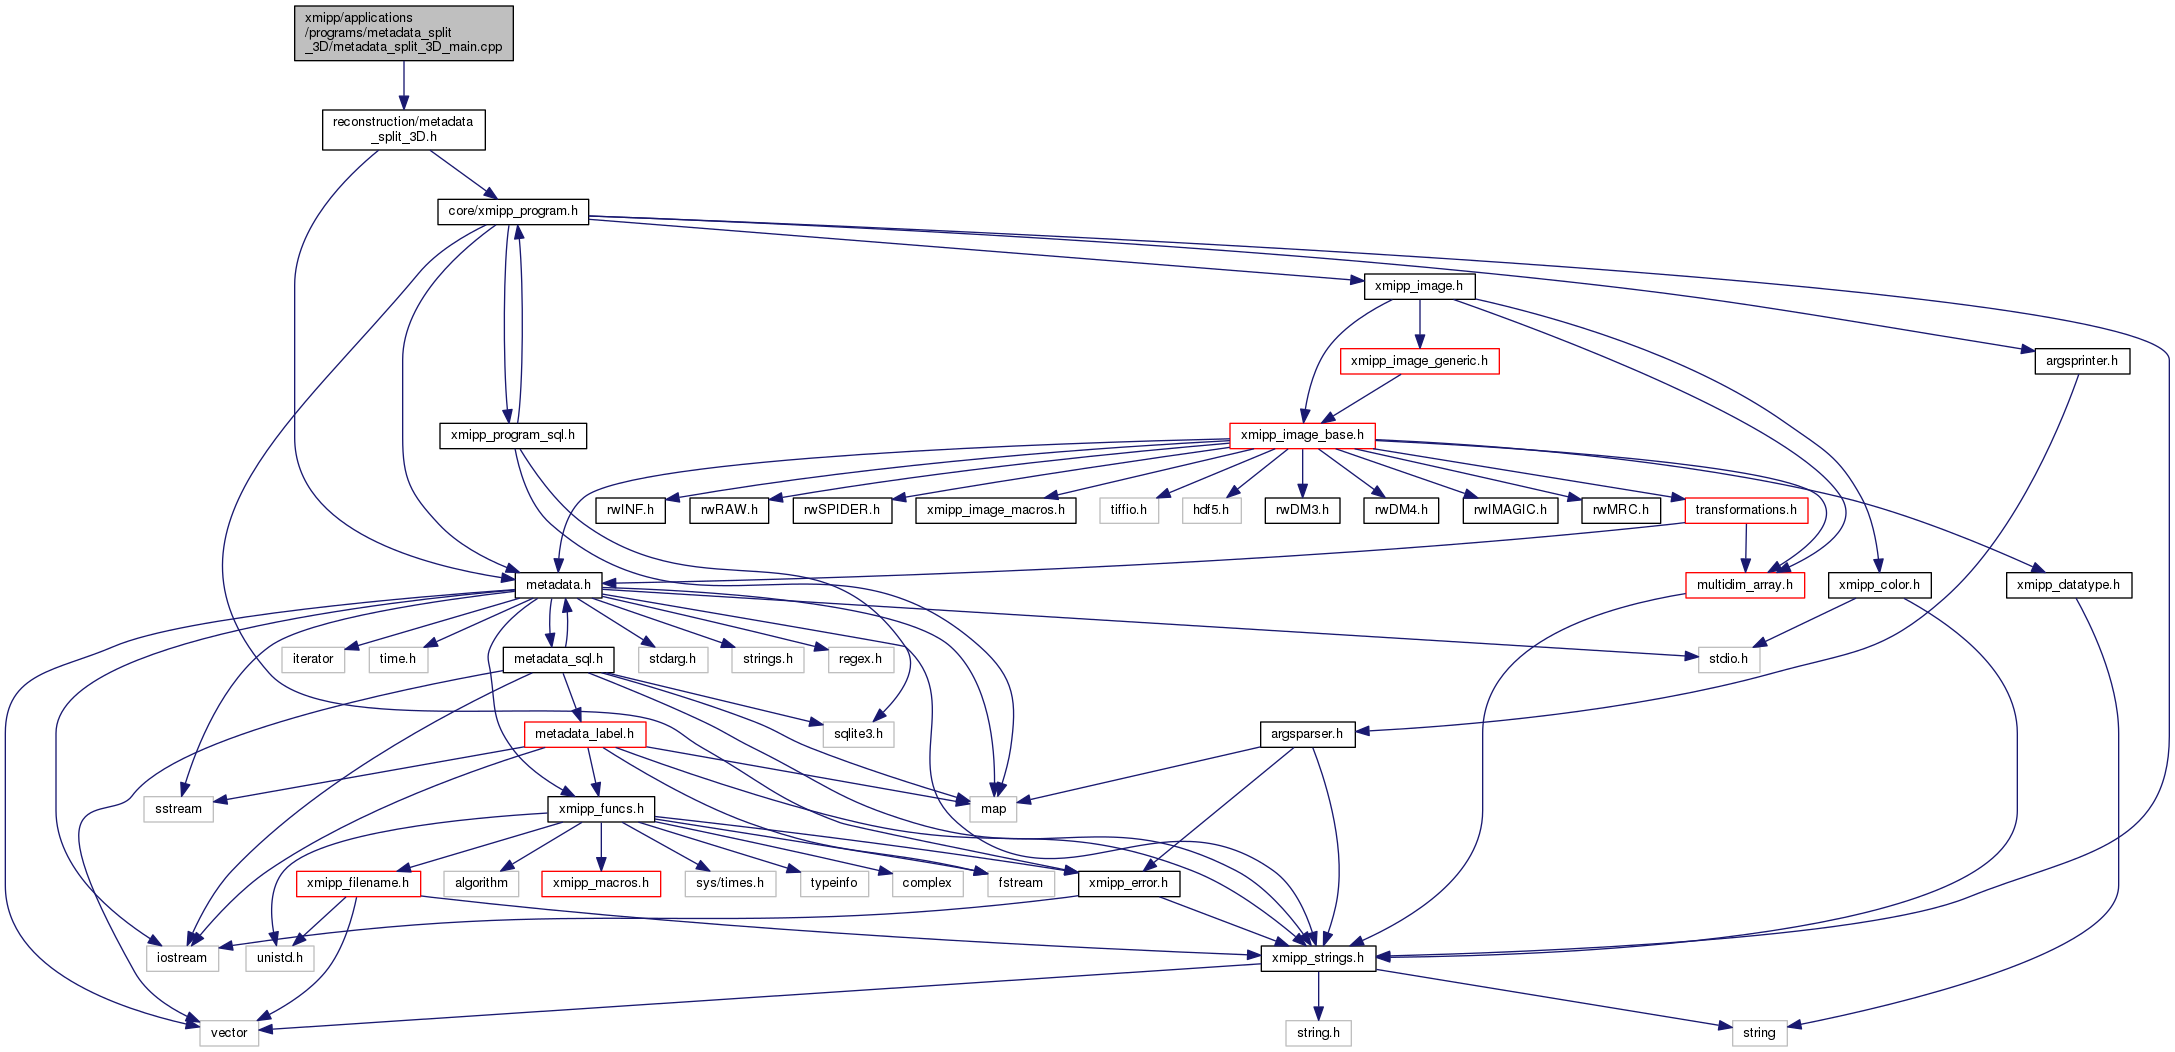 xmipp/applications
/programs/metadata_split
_3D/metadata_split_3D_main.cpp
reconstruction/metadata
_split_3D.h
core/xmipp_program.h
xmipp_image.h
xmipp_image_generic.h
argsprinter.h
xmipp_program_sql.h
xmipp_image_base.h
rwINF.h
rwRAW.h
rwSPIDER.h
xmipp_image_macros.h
tiffio.h
hdf5.h
rwDM3.h
rwDM4.h
rwIMAGIC.h
rwMRC.h
transformations.h
metadata.h
multidim_array.h
xmipp_color.h
xmipp_datatype.h
iterator
time.h
metadata_sql.h
stdarg.h
strings.h
regex.h
stdio.h
metadata_label.h
sqlite3.h
argsparser.h
sstream
xmipp_funcs.h
map
xmipp_filename.h
algorithm
xmipp_macros.h
sys/times.h
typeinfo
complex
fstream
xmipp_error.h
iostream
unistd.h
xmipp_strings.h
vector
string.h
string